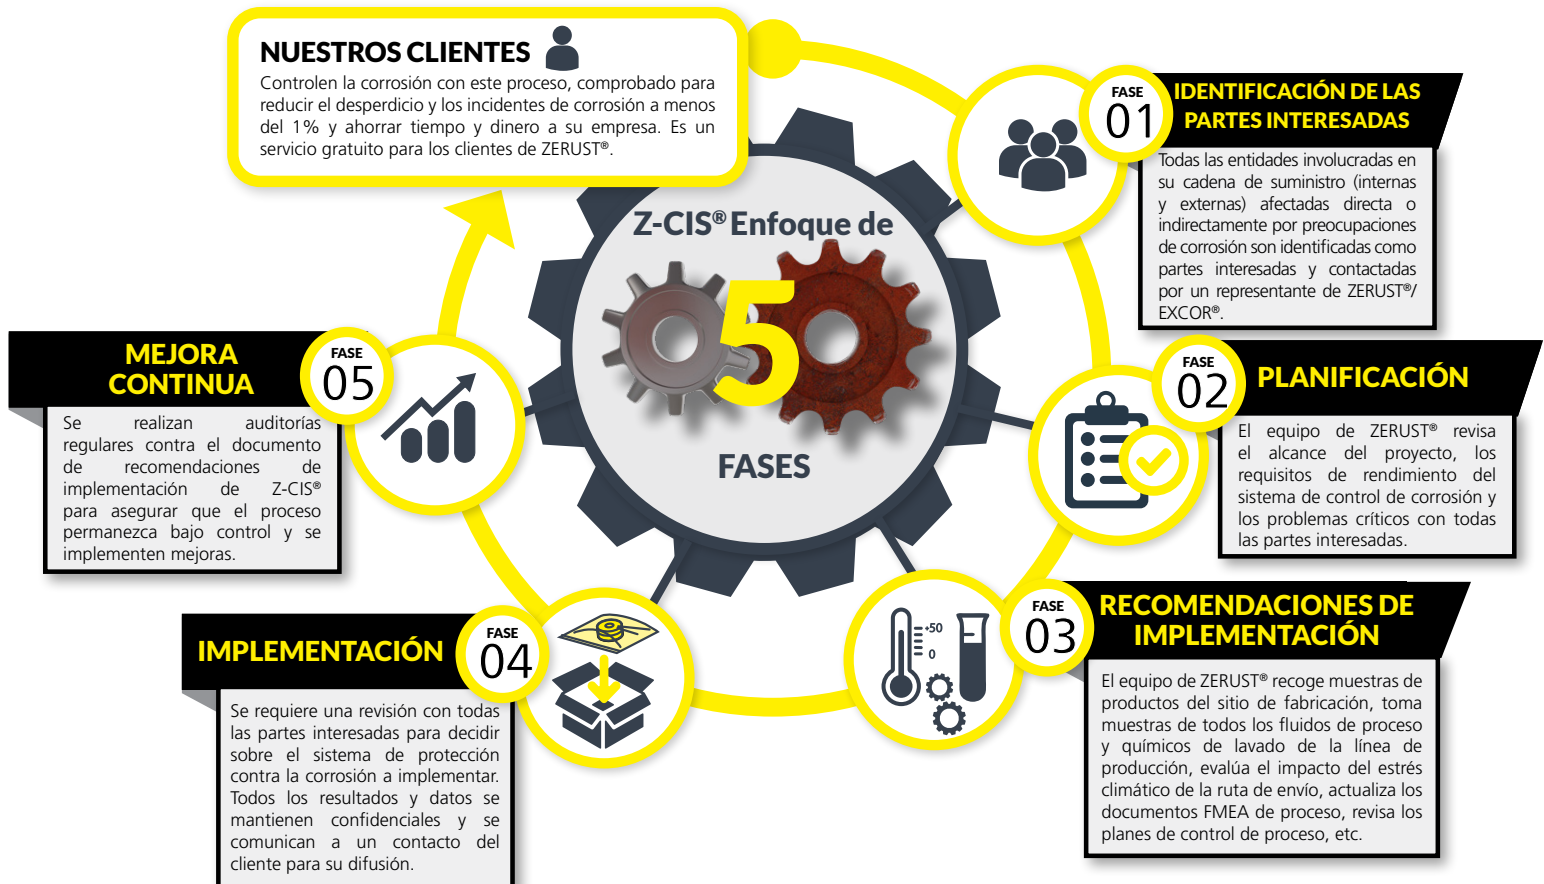 NUESTROS CLIENTES
Controlen la corrosión con este proceso, comprobado para
reducir el desperdicio y los incidentes de corrosión a menos
del 1% y ahorrar tiempo y dinero a su empresa. Es un
servicio gratuito para los clientes de ZERUST®.
Z-CIS® Enfoque de
5
FASES
FASE
01
IDENTIFICACIÓN DE LAS
PARTES INTERESADAS
Todas las entidades involucradas en
su cadena de suministro (internas
y externas) afectadas directa o
indirectamente por preocupaciones
de corrosión son identificadas como
partes interesadas y contactadas
por un representante de ZERUST®/
EXCOR®.
FASE
02
PLANIFICACIÓN
El equipo de ZERUST® revisa
el alcance del proyecto, los
requisitos de rendimiento del
sistema de control de corrosión y
los problemas críticos con todas
las partes interesadas.
FASE
03
RECOMENDACIONES DE
IMPLEMENTACIÓN
El equipo de ZERUST® recoge muestras de
productos del sitio de fabricación, toma
muestras de todos los fluidos de proceso
y químicos de lavado de la línea de
producción, evalúa el impacto del estrés
climático de la ruta de envío, actualiza los
documentos FMEA de proceso, revisa los
planes de control de proceso, etc.
+50
0
FASE
04
IMPLEMENTACIÓN
Se requiere una revisión con todas
las partes interesadas para decidir
sobre el sistema de protección
contra la corrosión a implementar.
Todos los resultados y datos se
mantienen confidenciales y se
comunican a un contacto del
cliente para su difusión.
FASE
05
MEJORA
CONTINUA
Se realizan auditorías
regulares contra el documento
de recomendaciones de
implementación de Z-CIS®
para asegurar que el proceso
permanezca bajo control y se
implementen mejoras.